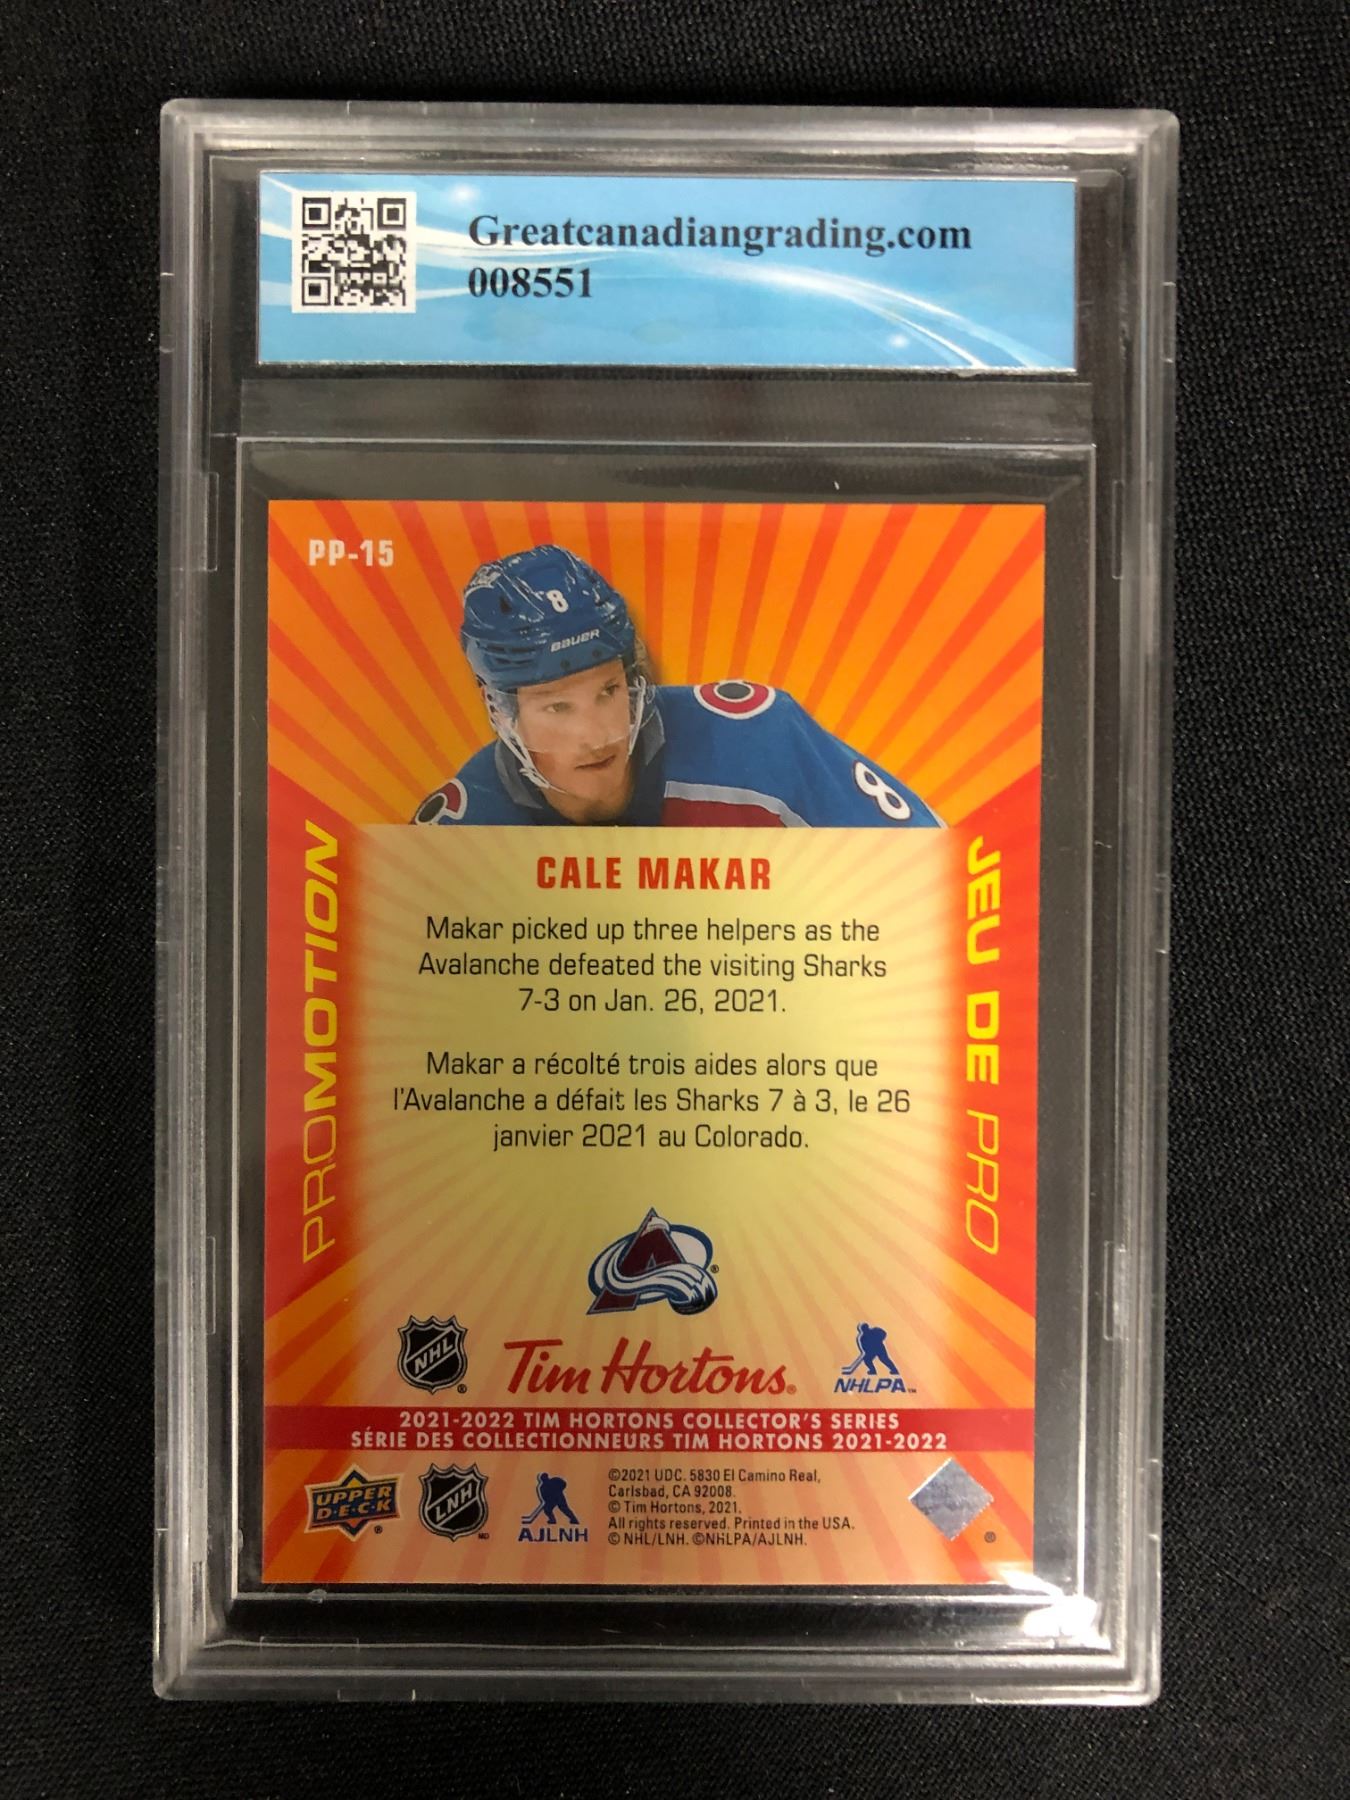 Greatcanadiangrading.com
008551
PP-15
8
BAUER
8
PROMOTION
JEU DE PRO
CALE MAKAR
Makar picked up three helpers as the
Avalanche defeated the visiting Sharks
7-3 on Jan. 26, 2021.
Makar a récolté trois aides alors que
l'Avalanche a défait les Sharks 7 à 3, le 26
janvier 2021 au Colorado.
NHL
Tim Hortons
NHLPA
2021-2022 TIM HORTONS COLLECTOR'S SERIES
SÉRIE DES COLLECTIONNEURS TIM HORTONS 2021-2022
UPPER
D·E·C·K
LNH
AJLNH
©2021 UDC. 5830 El Camino Real,
Carlsbad, CA 92008.
© Tim Hortons, 2021.
All rights reserved. Printed in the USA.
© NHL/LNH. ©NHLPA/AJLNH.